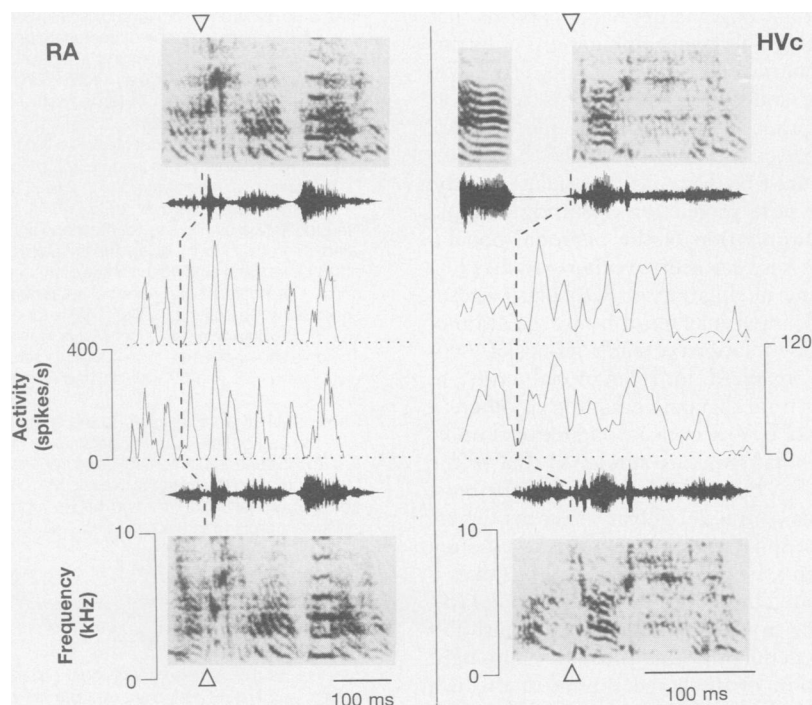 RA
HVc
400
Activity
(spikes/s)
0
120
0
10
Frequency
(kHz)
0
100 ms
10
0
100 ms